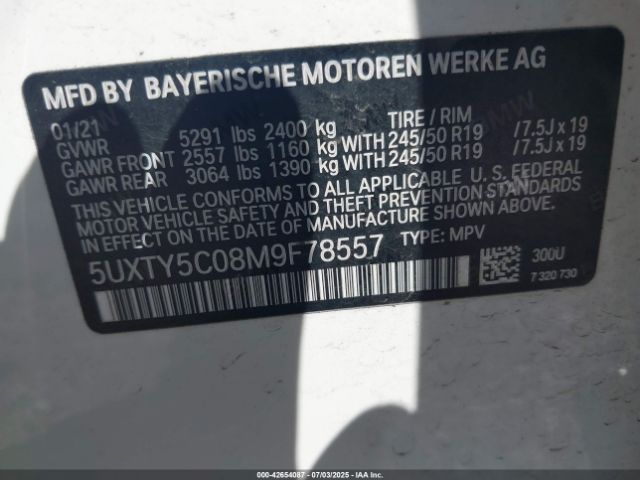 MFD BY BAYERISCHE MOTOREN WERKE AG
01/21 TIRE / RIM
GVWR 5291 lbs 2400 kg
GAWR FRONT 2557 lbs 1160 kg WITH 245/50 R19 /7.5J x 19
GAWR REAR 3064 lbs 1390 kg WITH 245/50 R19 /7.5J x 19
THIS VEHICLE CONFORMS TO ALL APPLICABLE U.S. FEDERAL
MOTOR VEHICLE SAFETY AND THEFT PREVENTION STANDARDS
IN EFFECT ON THE DATE OF MANUFACTURE SHOWN ABOVE.
5UXTY5C08M9F78557 TYPE: MPV
300U
7 320 730
000-42654087 07/03/2025 IAAI.COM